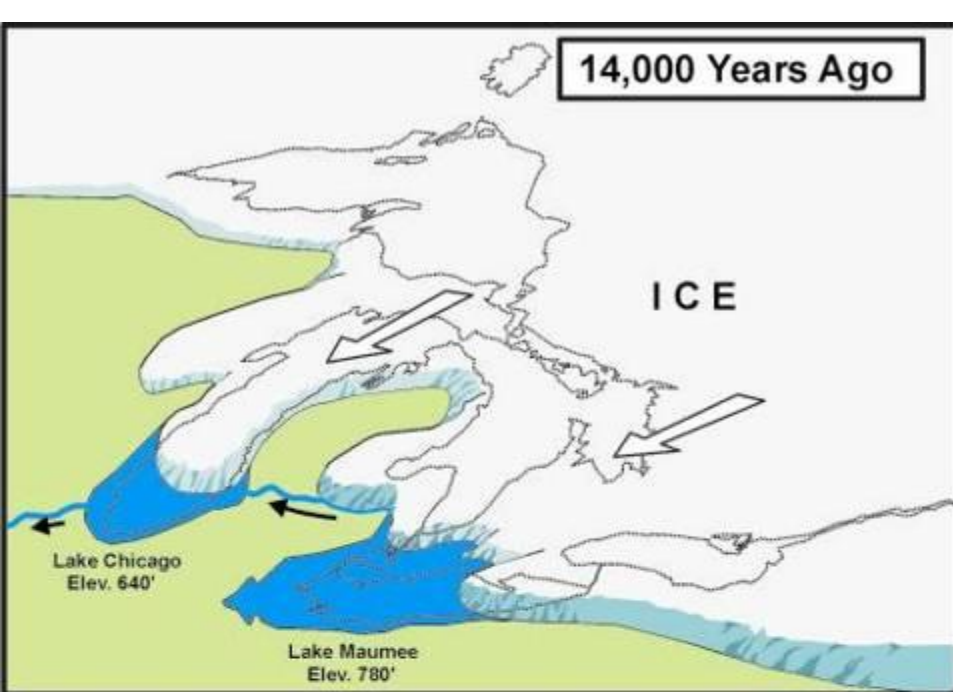 14,000 Years Ago
ICE
Lake Chicago
Elev. 640'
Lake Maumee
Elev. 780'